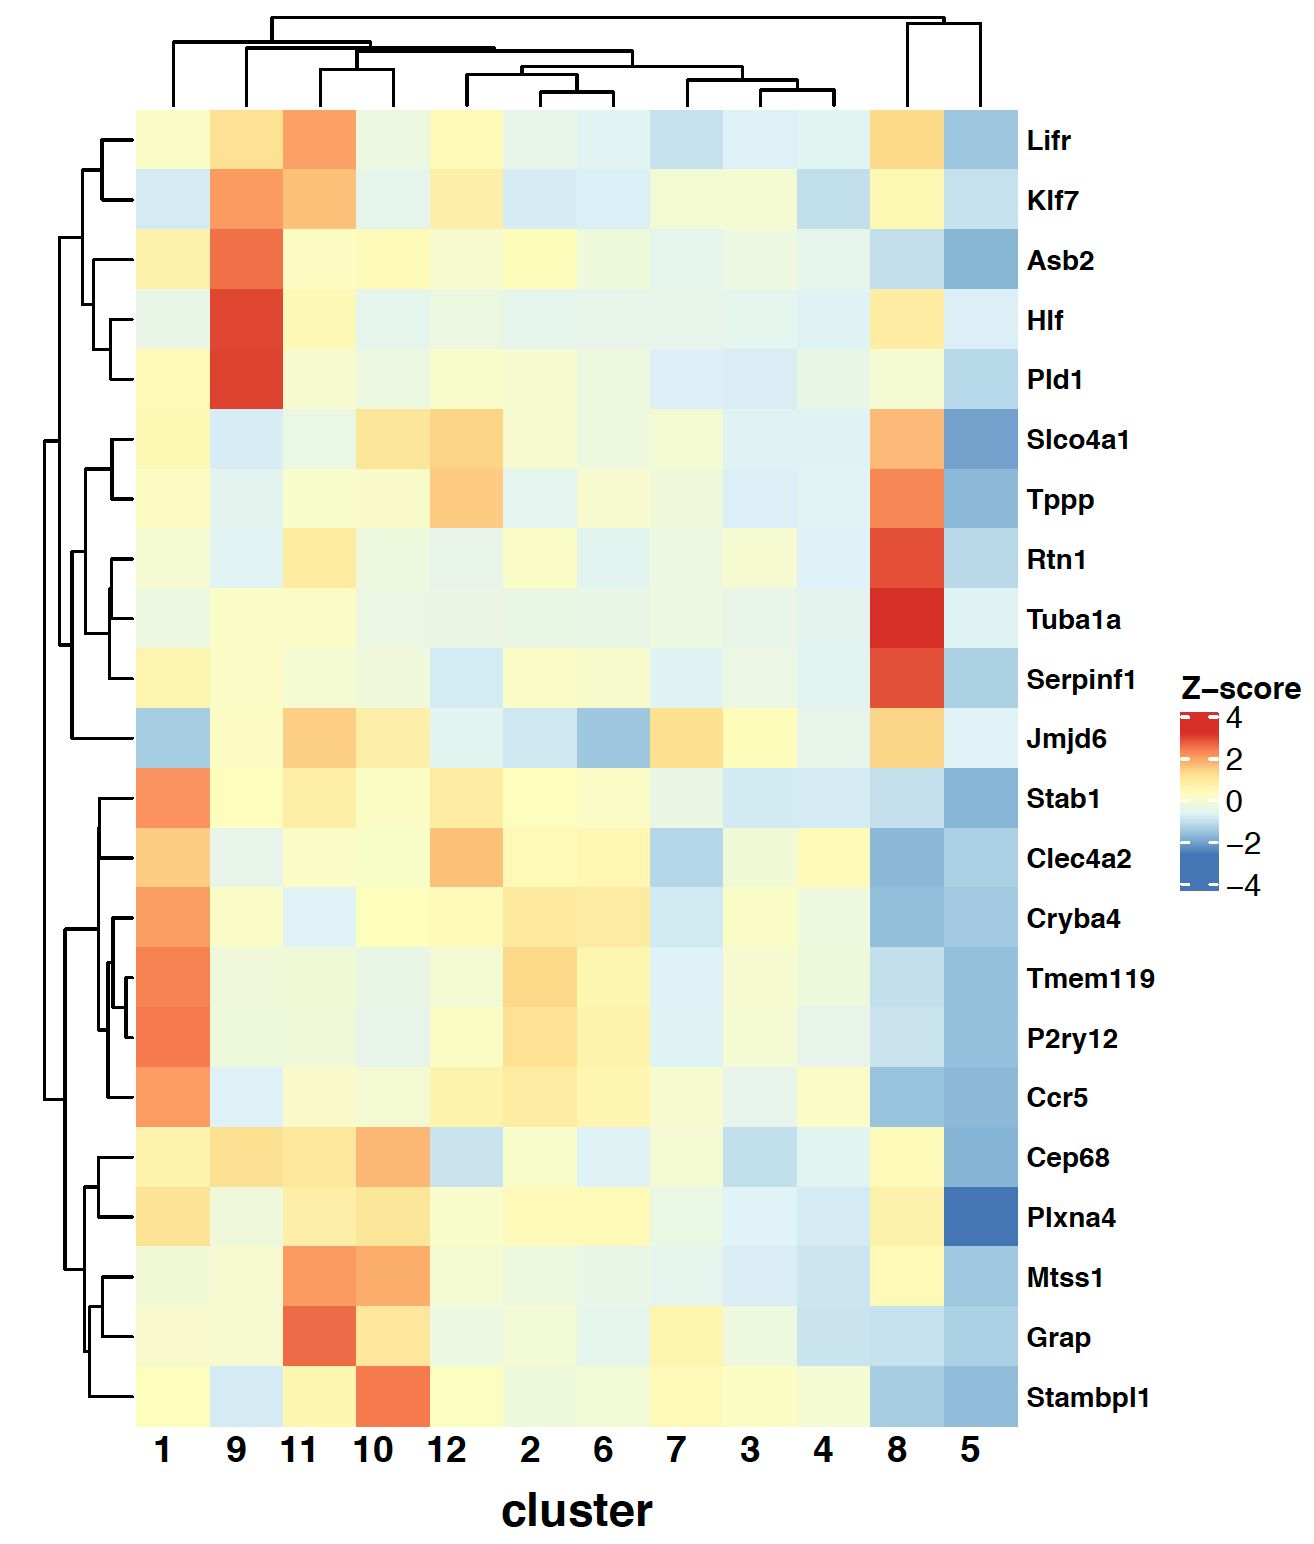 Lifr
Klf7
Asb2
Hlf
Pld1
Slco4a1
Tppp
Rtn1
Tuba1a
Serpinf1
Jmjd6
Stab1
Clec4a2
Cryba4
Tmem119
P2ry12
Ccr5
Cep68
Plxna4
Mtss1
Grap
Stambpl1
1 9 11 10 12 2 6 7 3 4 8 5
cluster
Z−score
4
2
0
−2
−4